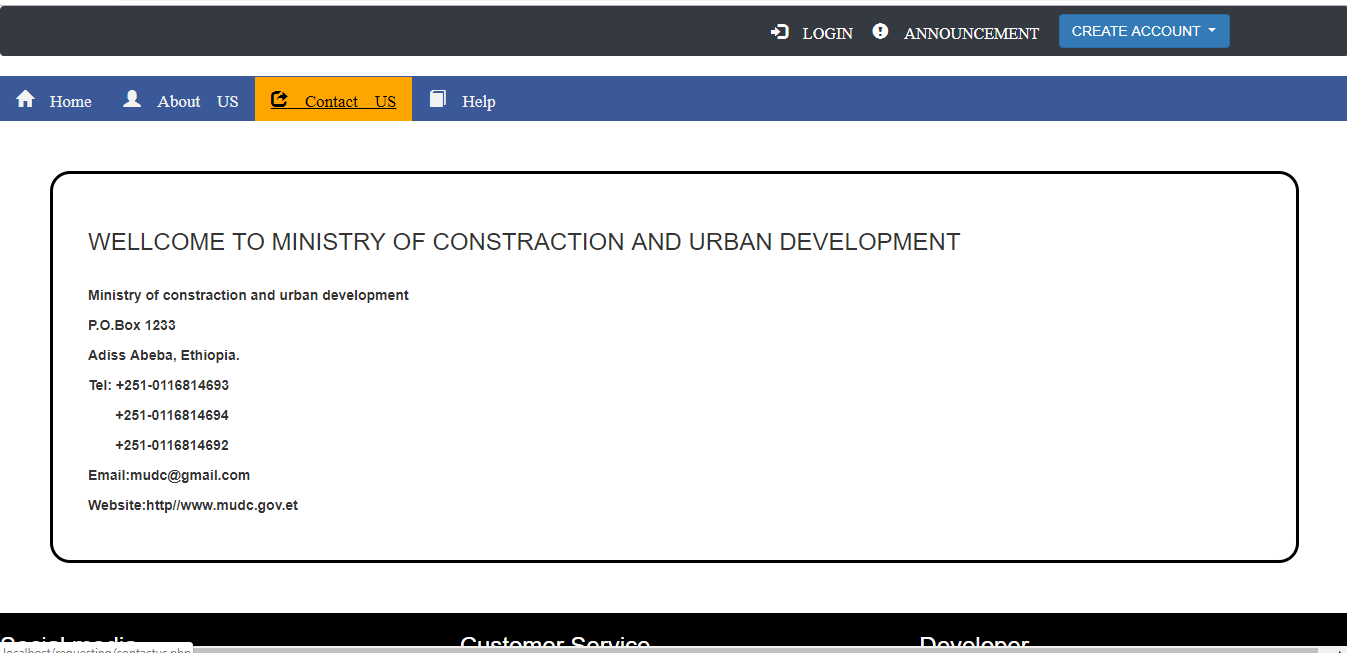 LOGIN ANNOUNCEMENT CREATE ACCOUNT
Home About US Contact US Help
WELLCOME TO MINISTRY OF CONSTRACTION AND URBAN DEVELOPMENT
Ministry of constraction and urban development
P.O.Box 1233
Adiss Abeba, Ethiopia.
Tel: +251-0116814693
+251-0116814694
+251-0116814692
Email:mudc@gmail.com
Website:http//www.mudc.gov.et
Social media Customer Service Developer
localhost/requesting/contactus.php